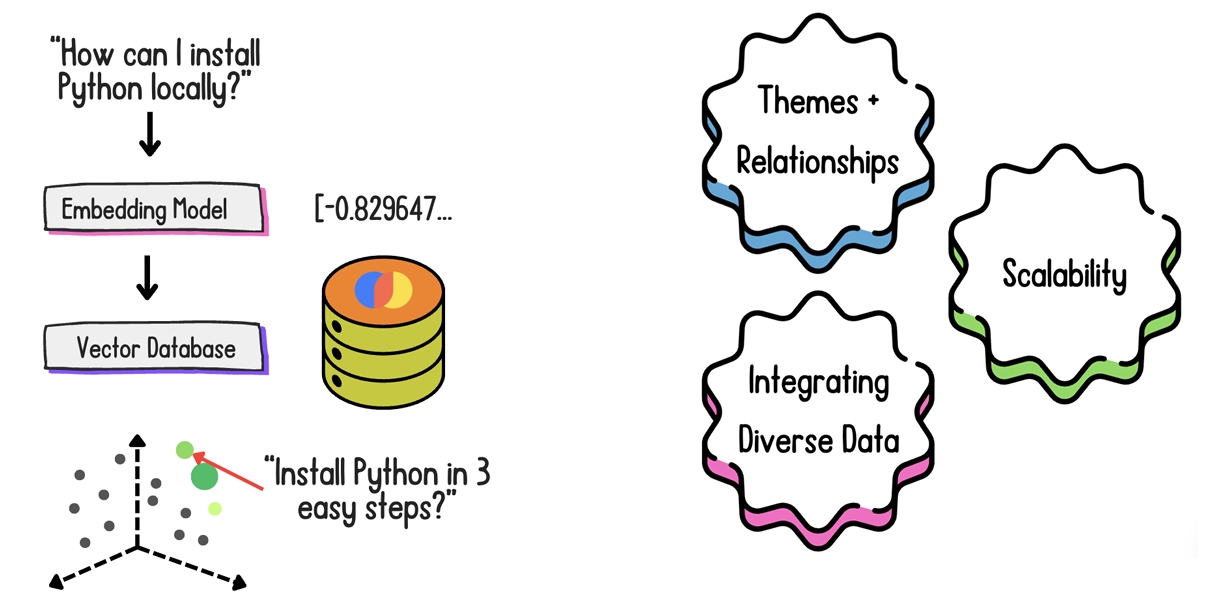 "How can I install
Python locally?"
Embedding Model
[-0.829647...
Vector Database
"Install Python in 3
easy steps?"
Themes +
Relationships
Scalability
Integrating
Diverse Data